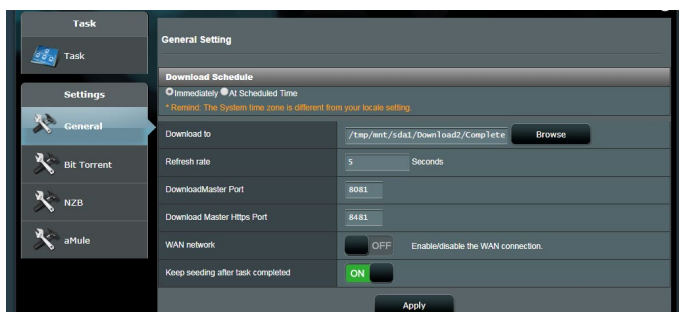 Task
Task
Settings
General
Bit Torrent
NZB
aMule
General Setting
Download Schedule
Immediately At Scheduled Time
* Remind: The System time zone is different from your locale setting.
Download to /tmp/mnt/sda1/Download2/Complete Browse
Refresh rate 5 Seconds
DownloadMaster Port 8081
Download Master Https Port 8481
WAN network OFF Enable/disable the WAN connection.
Keep seeding after task completed ON
Apply